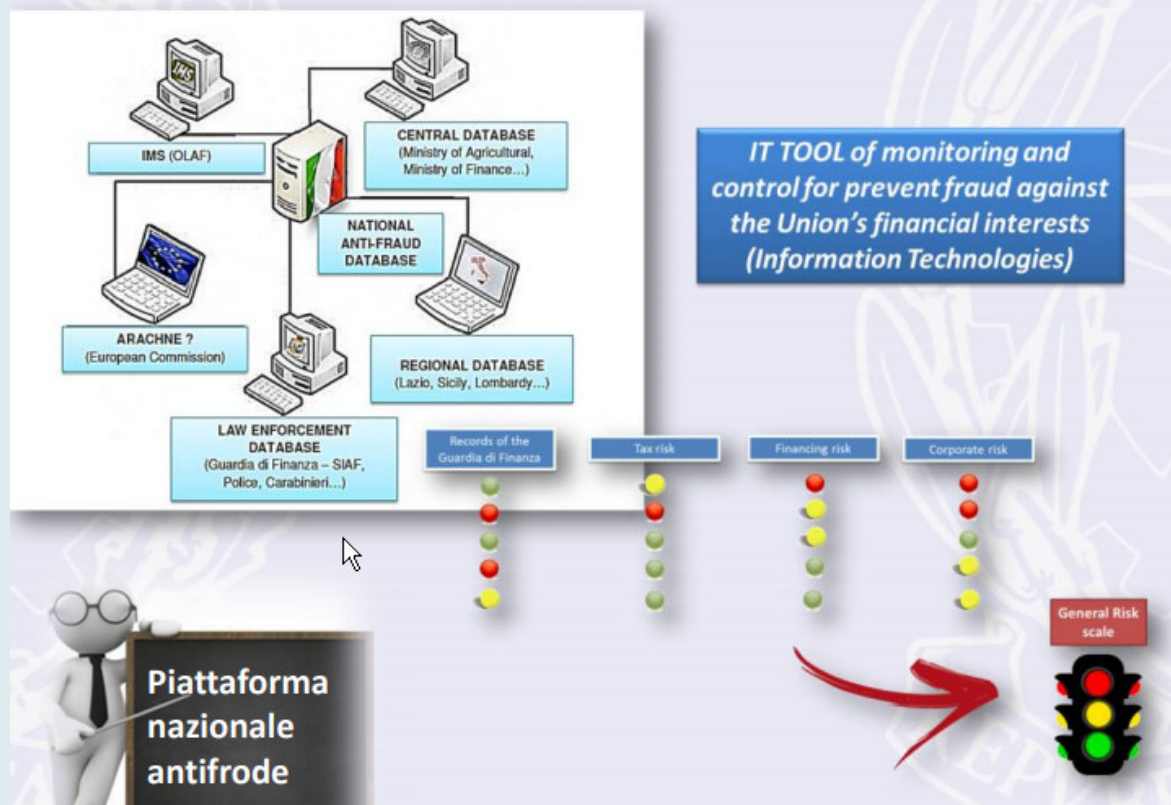 IMS
IMS (OLAF)
CENTRAL DATABASE
(Ministry of Agricultural,
Ministry of Finance...)
NATIONAL
ANTI-FRAUD
DATABASE
ARACHNE ?
(European Commission)
REGIONAL DATABASE
(Lazio, Sicily, Lombardy...)
LAW ENFORCEMENT
DATABASE
(Guardia di Finanza – SIAF,
Police, Carabinieri...)
IT TOOL of monitoring and
control for prevent fraud against
the Union's financial interests
(Information Technologies)
Records of the
Guardia di Finanza
Tax risk
Financing risk
Corporate risk
General Risk
scale
Piattaforma
nazionale
antifrode